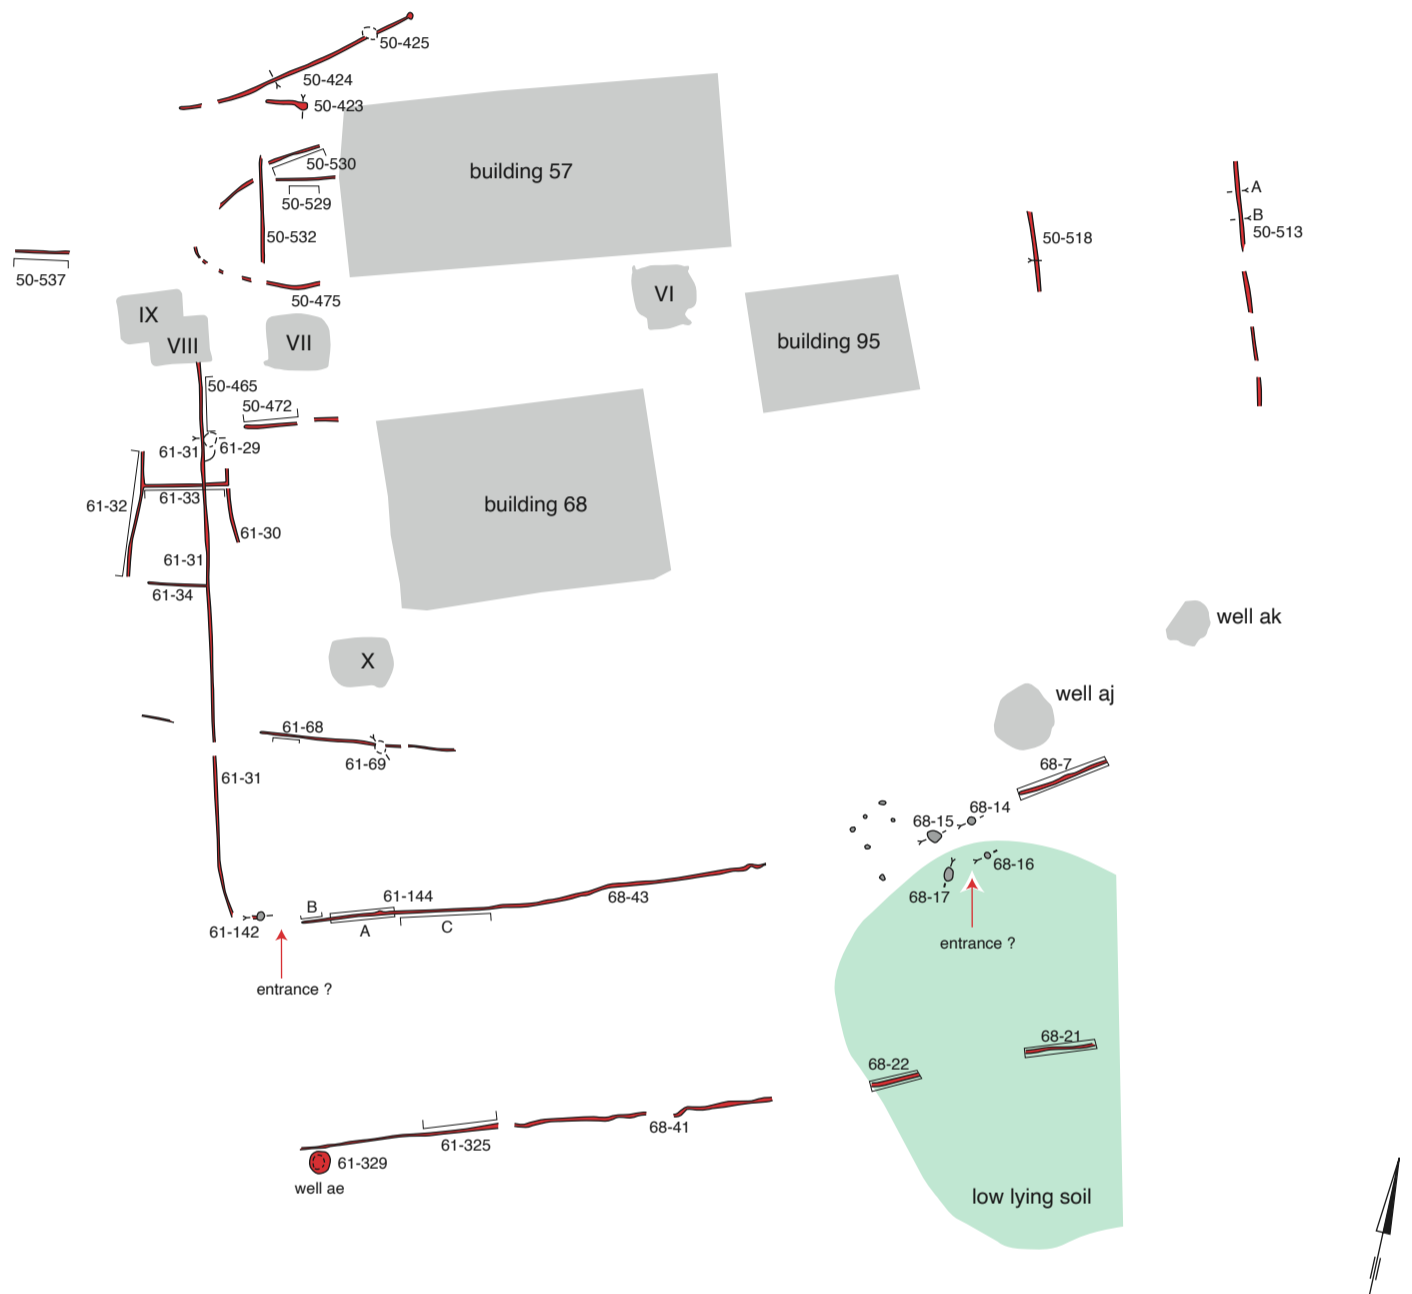 50-425
50-424
50-423
building 57
50-530
50-529
50-532
50-537
50-475
A
B
50-513
50-518
IX
VIII
VII
VI
building 95
50-465
50-472
61-31
61-29
61-32
61-33
61-30
building 68
61-31
61-34
well ak
X
well aj
61-68
61-69
68-7
61-31
68-14
68-15
68-16
68-17
61-144
68-43
B
A
C
61-142
entrance ?
entrance ?
68-21
68-22
61-325
68-41
61-329
well ae
low lying soil